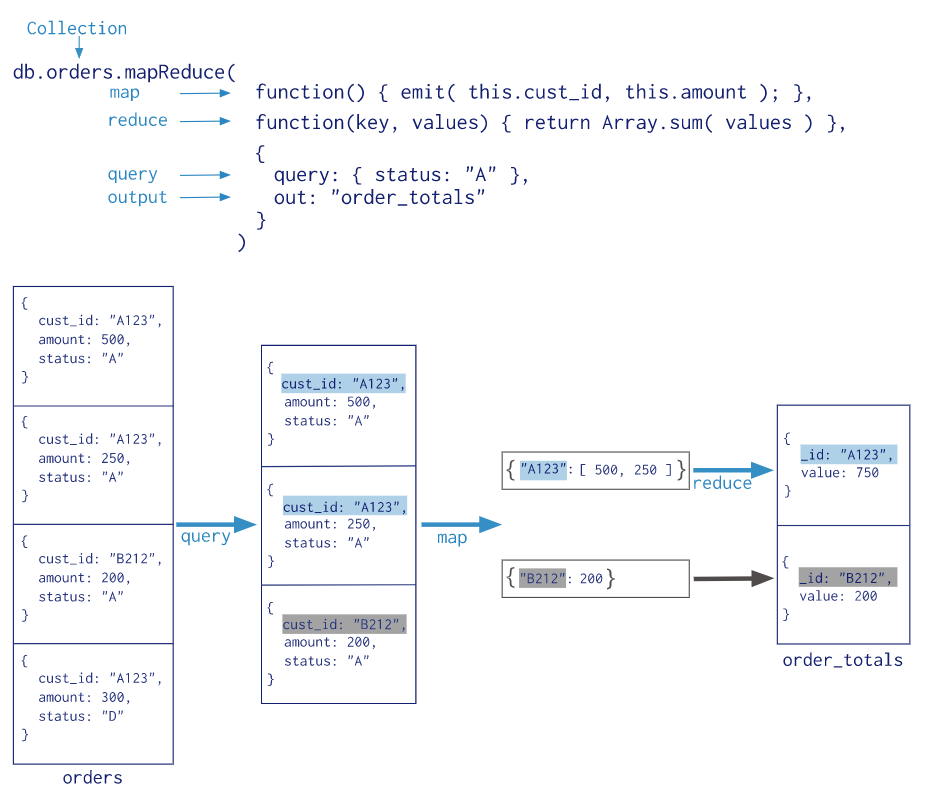 Collection
db.orders.mapReduce(
map function() { emit( this.cust_id, this.amount ); },
reduce function(key, values) { return Array.sum( values ) },
{
query query: { status: "A" },
output out: "order_totals"
}
)
{
cust_id: "A123",
amount: 500,
status: "A"
}
{
cust_id: "A123",
amount: 250,
status: "A"
}
{
cust_id: "B212",
amount: 200,
status: "A"
}
{
cust_id: "A123",
amount: 300,
status: "D"
}
orders
query
{
cust_id: "A123",
amount: 500,
status: "A"
}
{
cust_id: "A123",
amount: 250,
status: "A"
}
{
cust_id: "B212",
amount: 200,
status: "A"
}
map
{ "A123": [ 500, 250 ] }
{ "B212": 200 }
reduce
{
_id: "A123",
value: 750
}
{
_id: "B212",
value: 200
}
order_totals